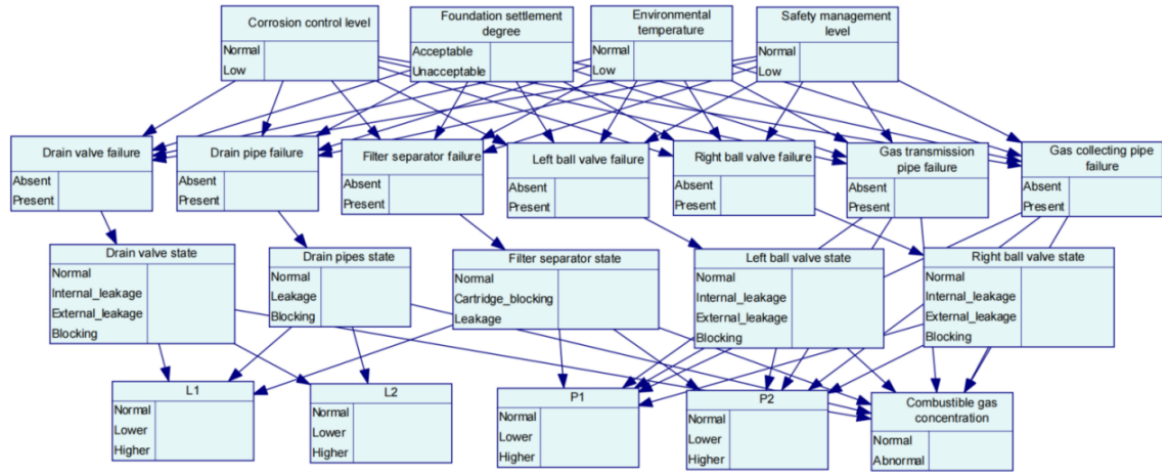 Corrosion control level
Normal
Low
Foundation settlement
degree
Acceptable
Unacceptable
Environmental
temperature
Normal
Low
Safety management
level
Normal
Low
Drain valve failure
Absent
Present
Drain pipe failure
Absent
Present
Filter separator failure
Absent
Present
Left ball valve failure
Absent
Present
Right ball valve failure
Absent
Present
Gas transmission
pipe failure
Absent
Present
Gas collecting pipe
failure
Absent
Present
Drain valve state
Normal
Internal_leakage
External_leakage
Blocking
Drain pipes state
Normal
Leakage
Blocking
Filter separator state
Normal
Cartridge_blocking
Leakage
Left ball valve state
Normal
Internal_leakage
External_leakage
Blocking
Right ball valve state
Normal
Internal_leakage
External_leakage
Blocking
L1
Normal
Lower
Higher
L2
Normal
Lower
Higher
P1
Normal
Lower
Higher
P2
Normal
Lower
Higher
Combustible gas
concentration
Normal
Abnormal